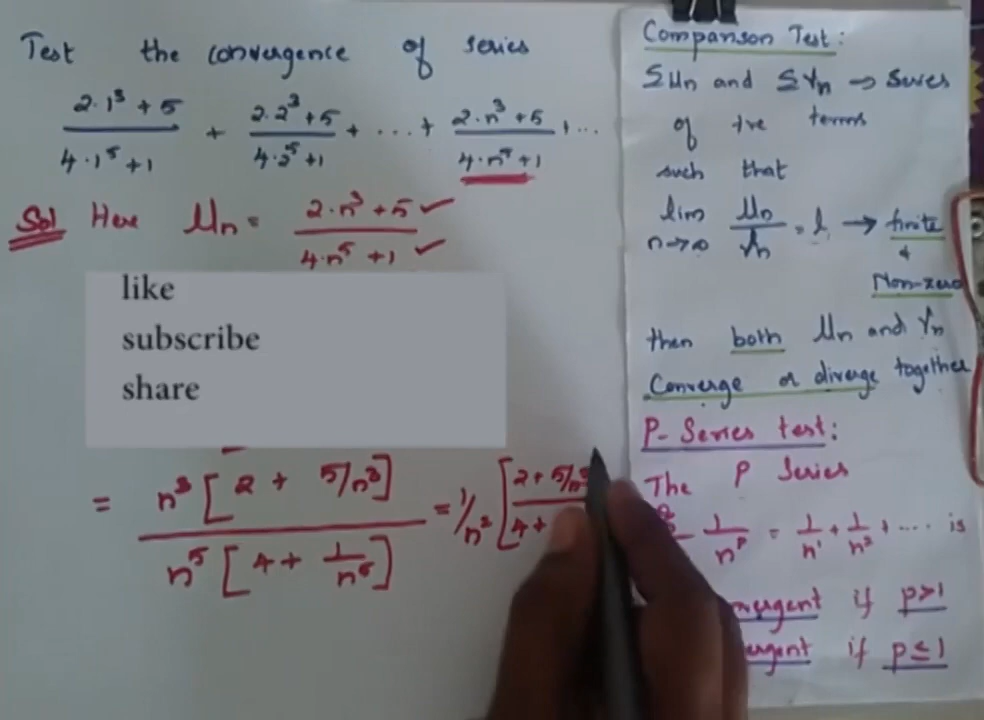 Test the convergence of series
2·1³ + 5 / 4·1⁵ + 1 + 2·2³ + 5 / 4·2⁵ + 1 + ... + 2·n³ + 5 / 4·n⁵ + 1 + ...
Sol Here Un = 2·n³ + 5 / 4·n⁵ + 1
like
subscribe
share
= n³ [ 2 + 5/n³ ] / n⁵ [ 4 + 1/n⁵ ] = 1/n² [ 2 + 5/n³ / 4 +
Comparison Test:
ΣUn and ΣVn → Series
of +ve terms
such that
lim n→∞ Un / Vn = l → finite
&
Non-zero
then both Un and Vn
Converge or diverge together
P-Series test:
The P Series
1/nᵖ = 1/n¹ + 1/n² + .... is
if p>1
if p≤1